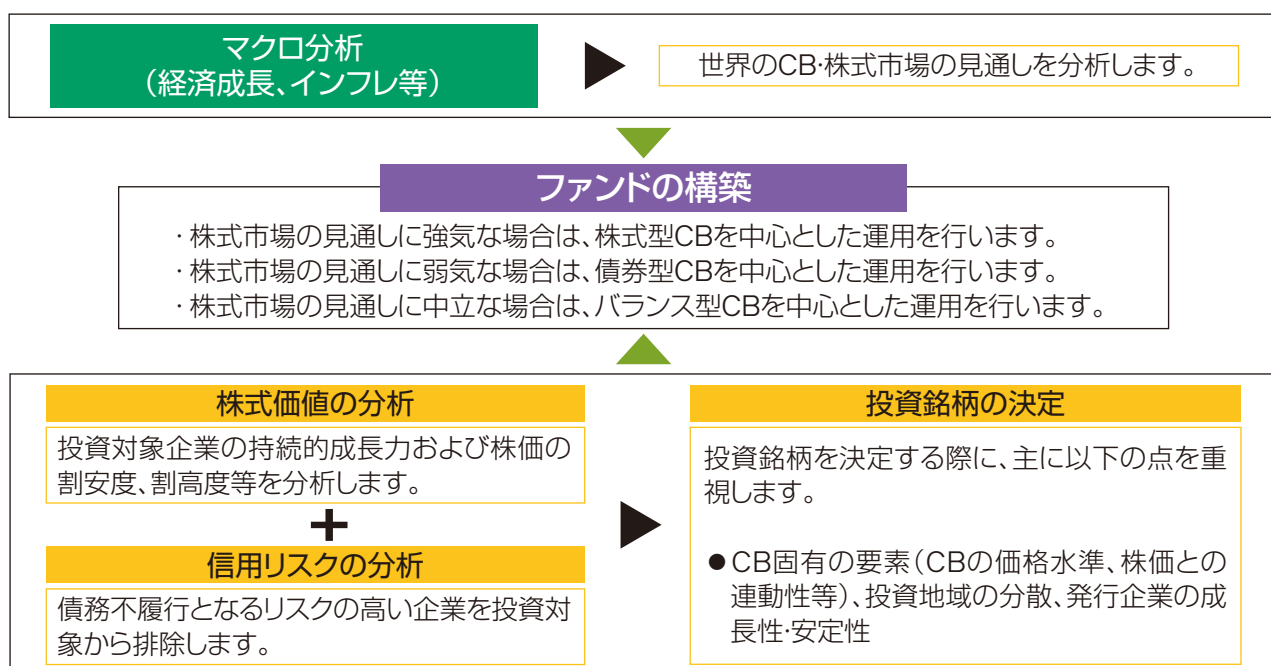 マクロ分析
（経済成長、インフレ等）
世界のCB・株式市場の見通しを分析します。
ファンドの構築
・株式市場の見通しに強気な場合は、株式型CBを中心とした運用を行います。
・株式市場の見通しに弱気な場合は、債券型CBを中心とした運用を行います。
・株式市場の見通しに中立な場合は、バランス型CBを中心とした運用を行います。
株式価値の分析
投資対象企業の持続的成長力および株価の
割安度、割高度等を分析します。
+
信用リスクの分析
債務不履行となるリスクの高い企業を投資対
象から排除します。
投資銘柄の決定
投資銘柄を決定する際に、主に以下の点を重
視します。
●CB固有の要素（CBの価格水準、株価との
連動性等）、投資地域の分散、発行企業の成
長性・安定性